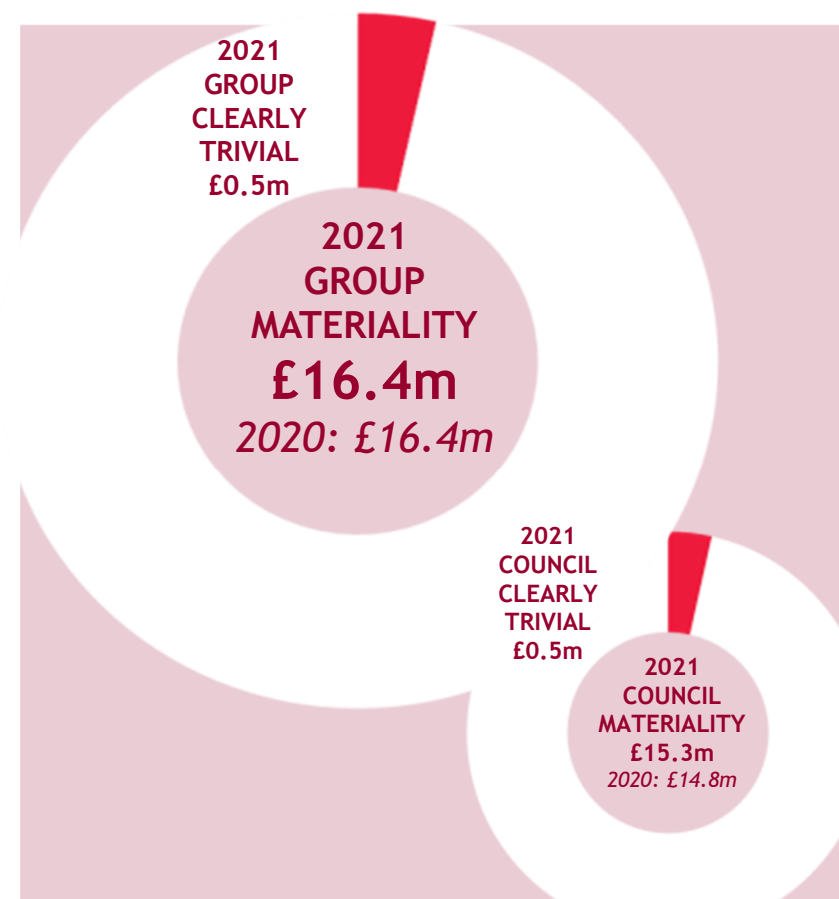 2021
GROUP
CLEARLY
TRIVIAL
£0.5m
2021
GROUP
MATERIALITY
£16.4m
2020: £16.4m
2021
COUNCIL
CLEARLY
TRIVIAL
£0.5m
2021
COUNCIL
MATERIALITY
£15.3m
2020: £14.8m